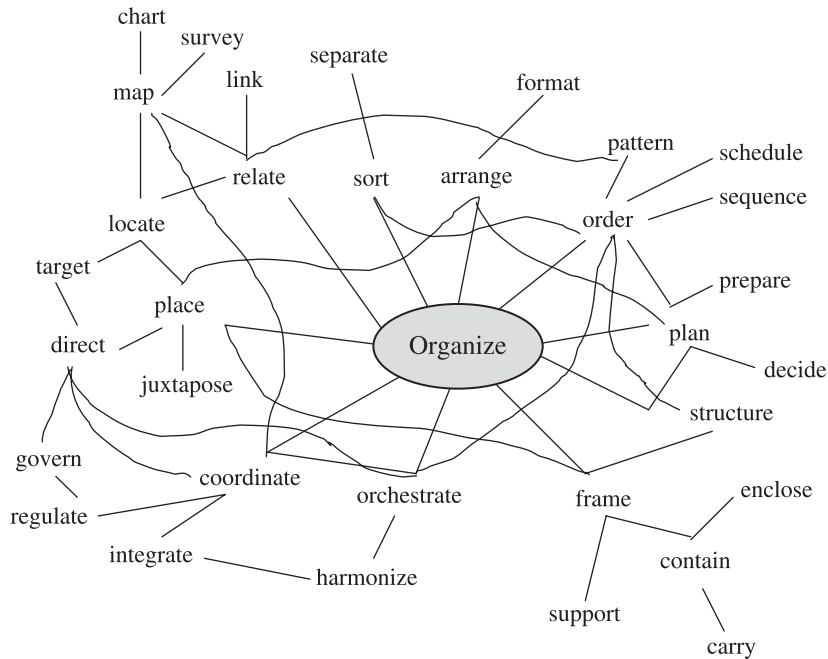 chart
survey
separate
link
format
map
pattern
schedule
relate
sort
arrange
sequence
order
locate
target
prepare
place
plan
direct
Organize
decide
juxtapose
structure
govern
coordinate
enclose
orchestrate
frame
regulate
integrate
contain
harmonize
support
carry